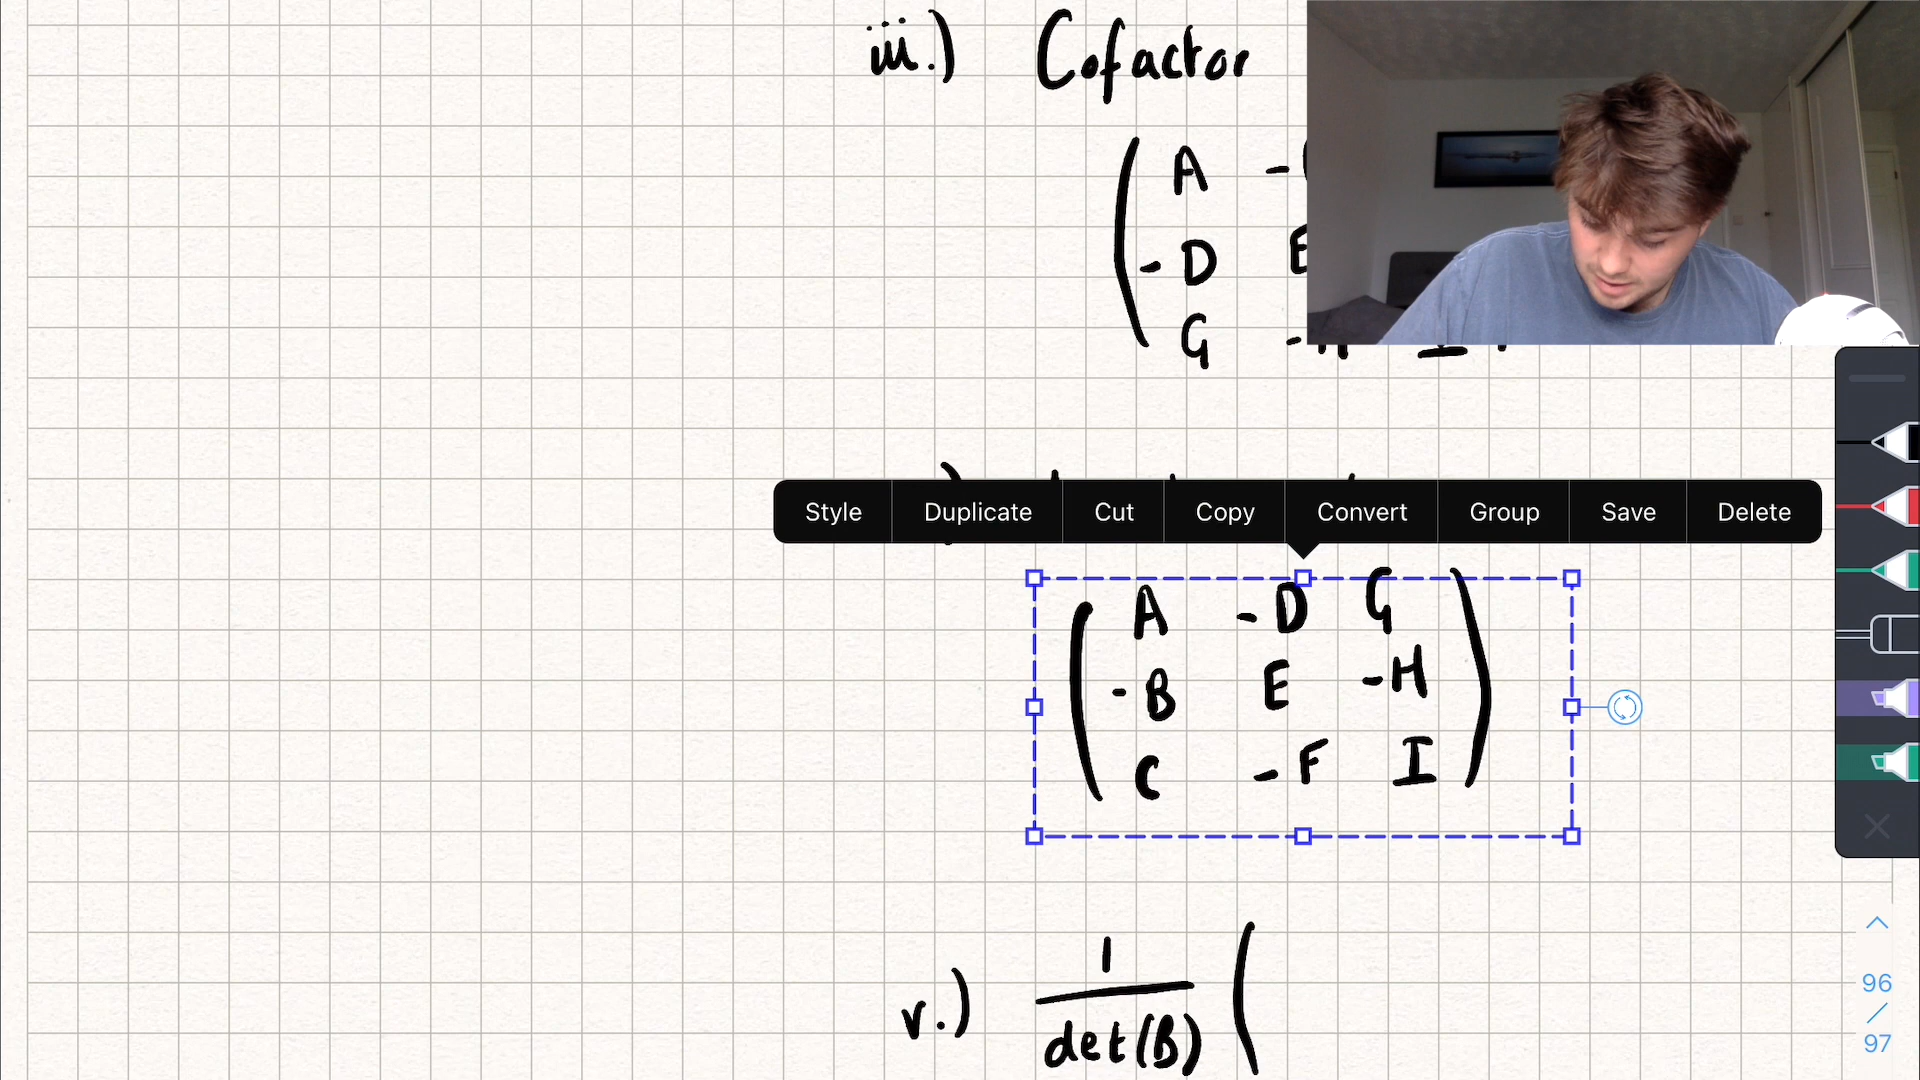 iii.) Cofactor
A -
- D E
G - H I
Style Duplicate Cut Copy Convert Group Save Delete
A - D G
- B E - H
C - F I
v.) 1 / det(B) (
96
/
97